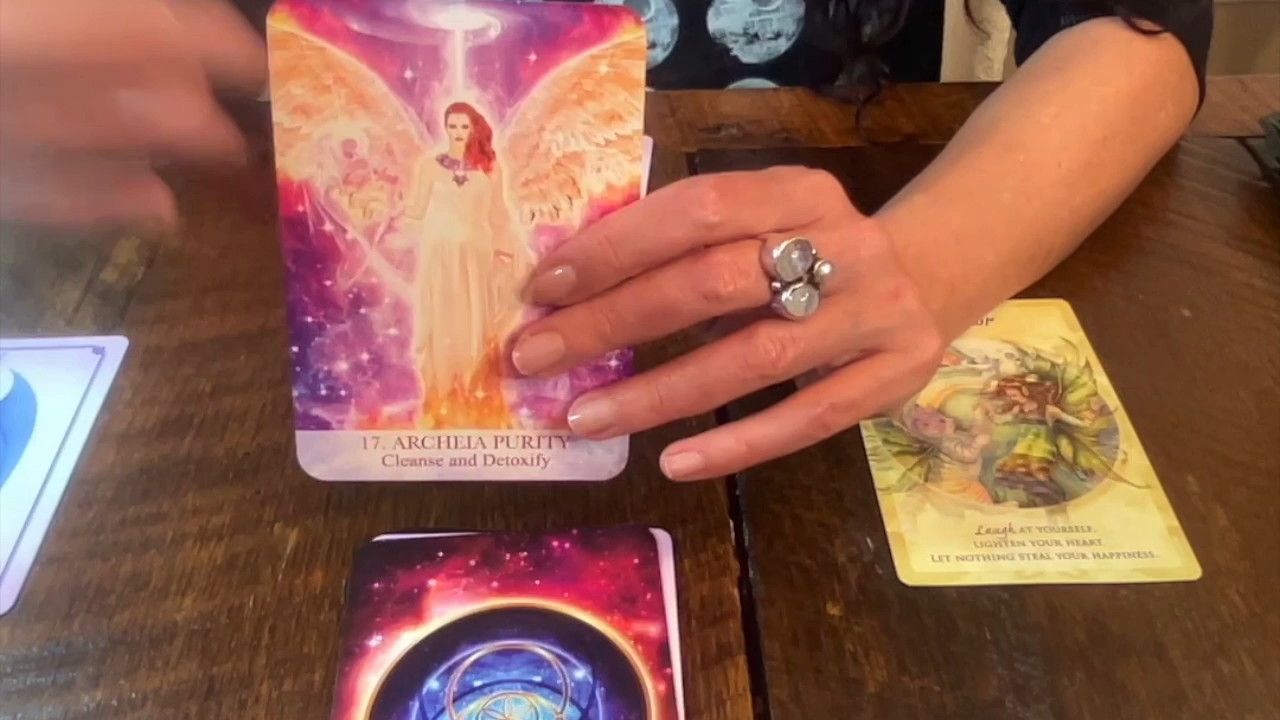 17. ARCHEIA PURITY
Cleanse and Detoxify
Laugh AT YOURSELF,
LIGHTEN YOUR HEART.
LET NOTHING STEAL YOUR HAPPINESS.